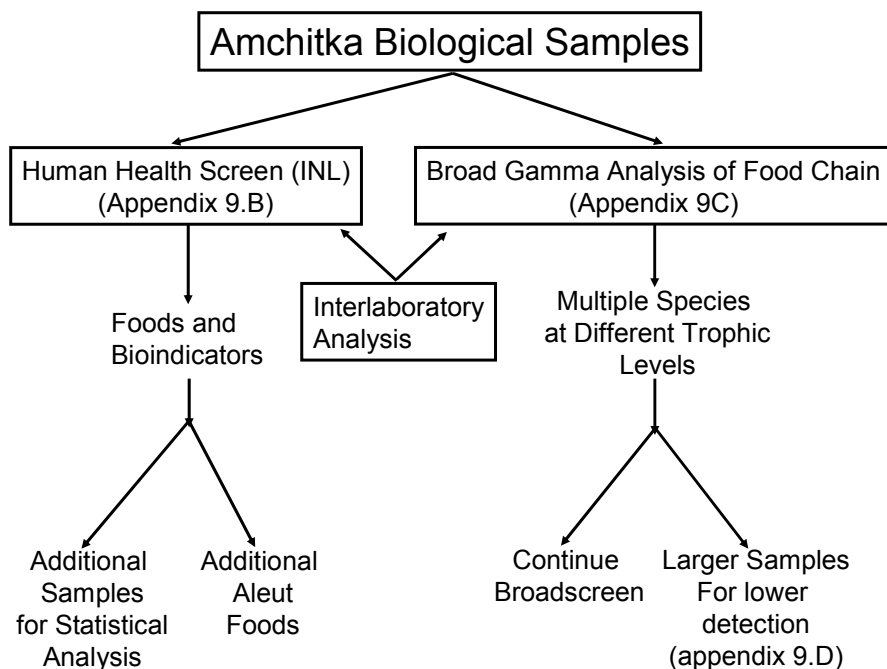 Amchitka Biological Samples
Human Health Screen (INL)
(Appendix 9.B)
Broad Gamma Analysis of Food Chain
(Appendix 9C)
Interlaboratory
Analysis
Foods and
Bioindicators
Multiple Species
at Different Trophic
Levels
Additional
Samples
for Statistical
Analysis
Additional
Aleut
Foods
Continue
Broadscreen
Larger Samples
For lower
detection
(appendix 9.D)